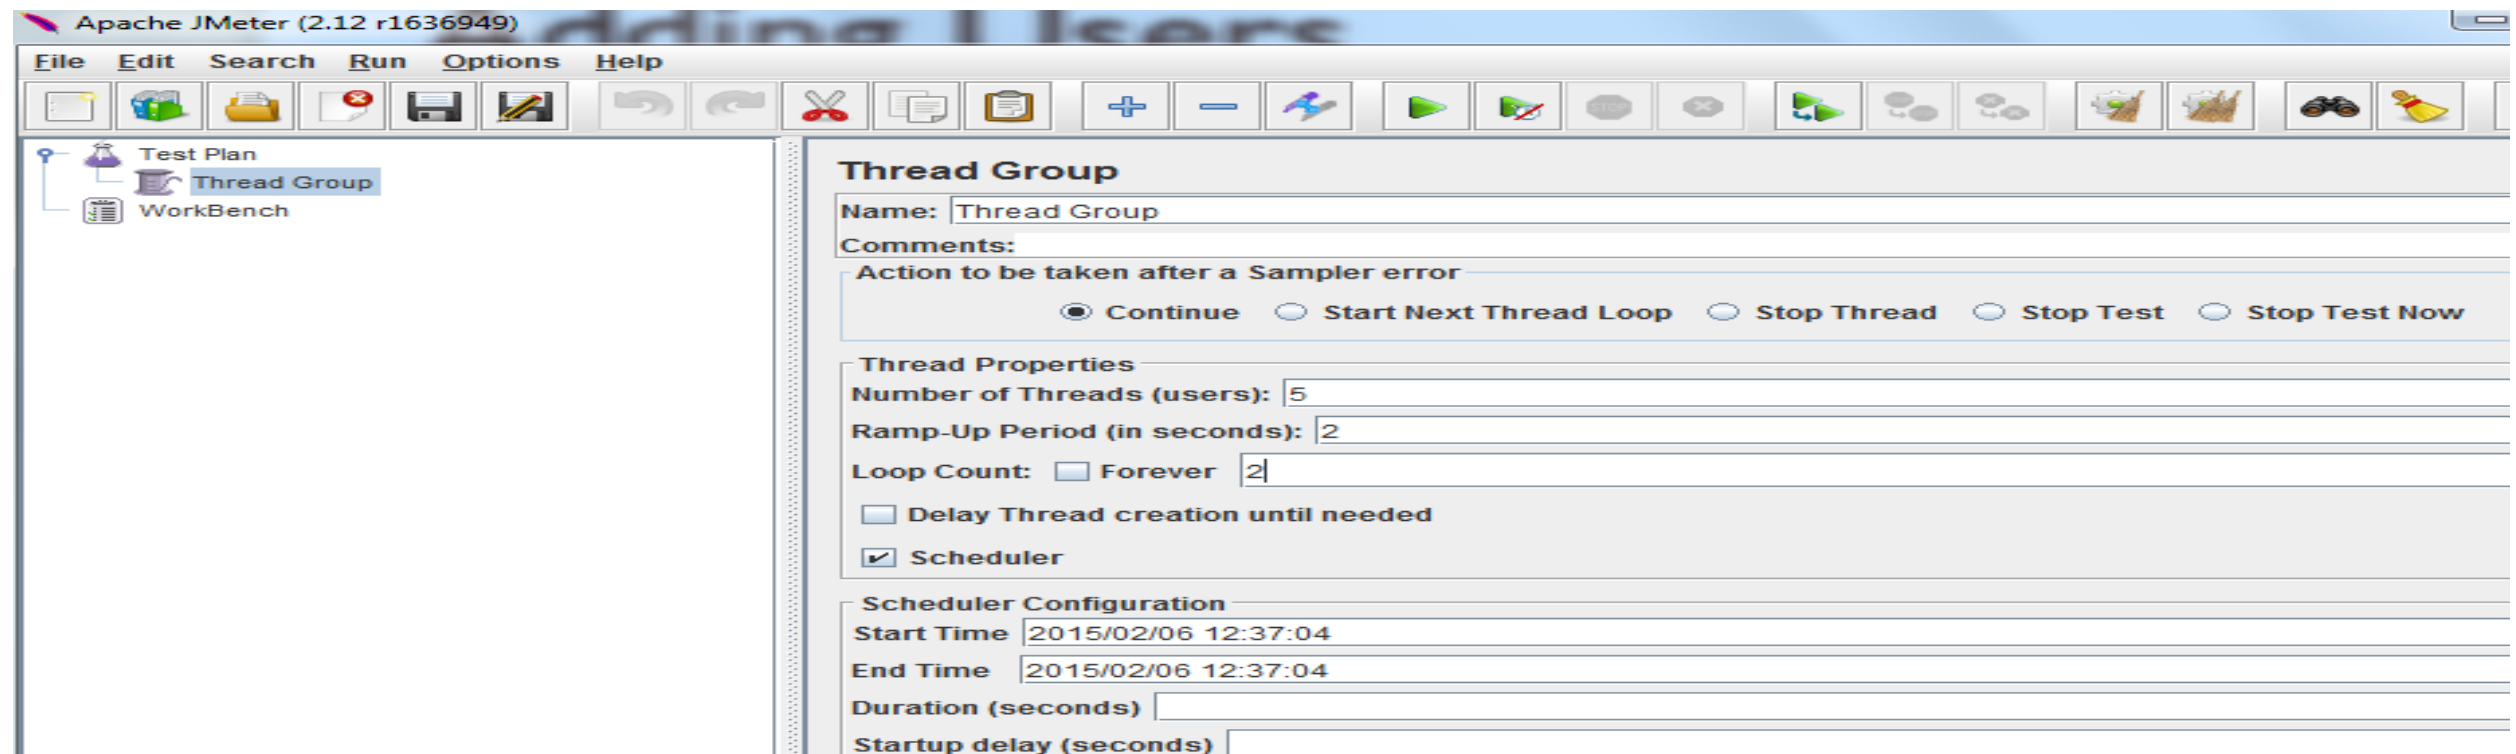 Apache JMeter (2.12 r1636949)
Adding Users
File Edit Search Run Options Help
STOP
Test Plan
Thread Group
WorkBench
Thread Group
Name: Thread Group
Comments:
Action to be taken after a Sampler error
Continue Start Next Thread Loop Stop Thread Stop Test Stop Test Now
Thread Properties
Number of Threads (users): 5
Ramp-Up Period (in seconds): 2
Loop Count: Forever 2
Delay Thread creation until needed
Scheduler
Scheduler Configuration
Start Time 2015/02/06 12:37:04
End Time 2015/02/06 12:37:04
Duration (seconds)
Startup delay (seconds)